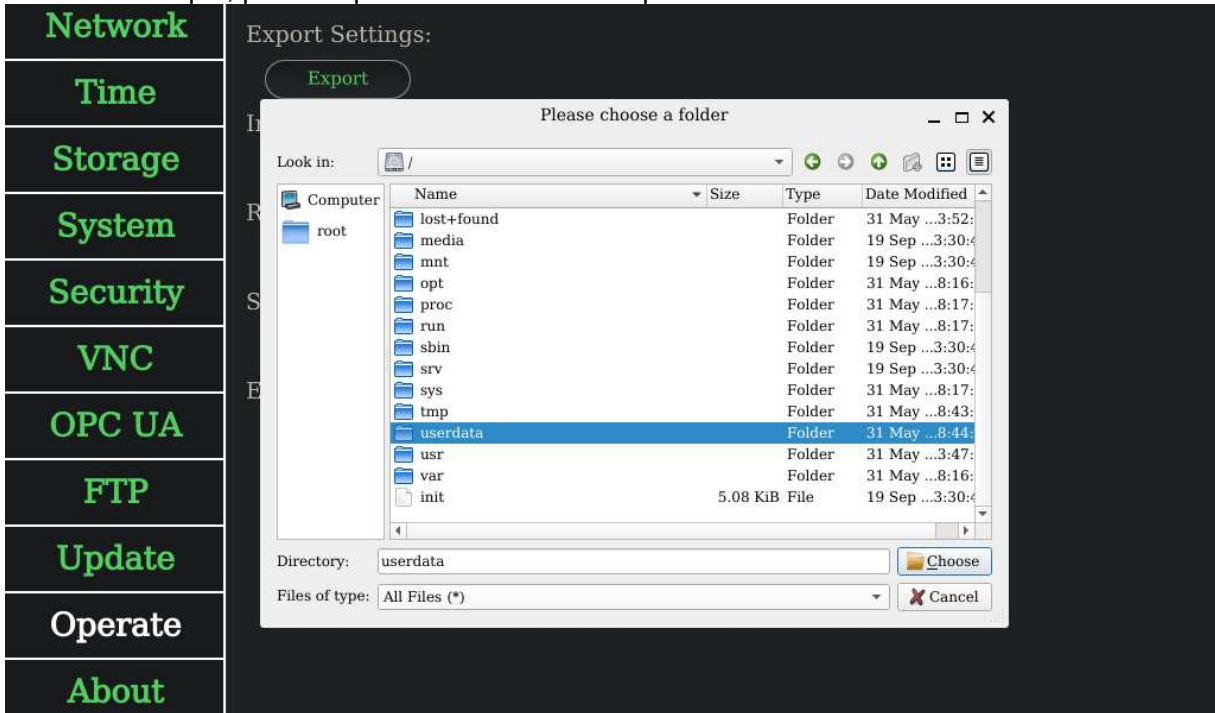 Network
Time
Storage
System
Security
VNC
OPC UA
FTP
Update
Operate
About
Export Settings:
Export
Please choose a folder
Look in: /
Computer
root
Name Size Type Date Modified
lost+found Folder 31 May ...3:52:
media Folder 19 Sep ...3:30:4
mnt Folder 19 Sep ...3:30:4
opt Folder 31 May ...8:16:
proc Folder 31 May ...8:17:
run Folder 31 May ...8:17:
sbin Folder 19 Sep ...3:30:4
srv Folder 19 Sep ...3:30:4
sys Folder 31 May ...8:17:
tmp Folder 31 May ...8:43:
userdata Folder 31 May ...8:44:
usr Folder 31 May ...3:47:
var Folder 31 May ...8:16:
init 5.08 KiB File 19 Sep ...3:30:4
Directory: userdata Choose
Files of type: All Files (*) Cancel